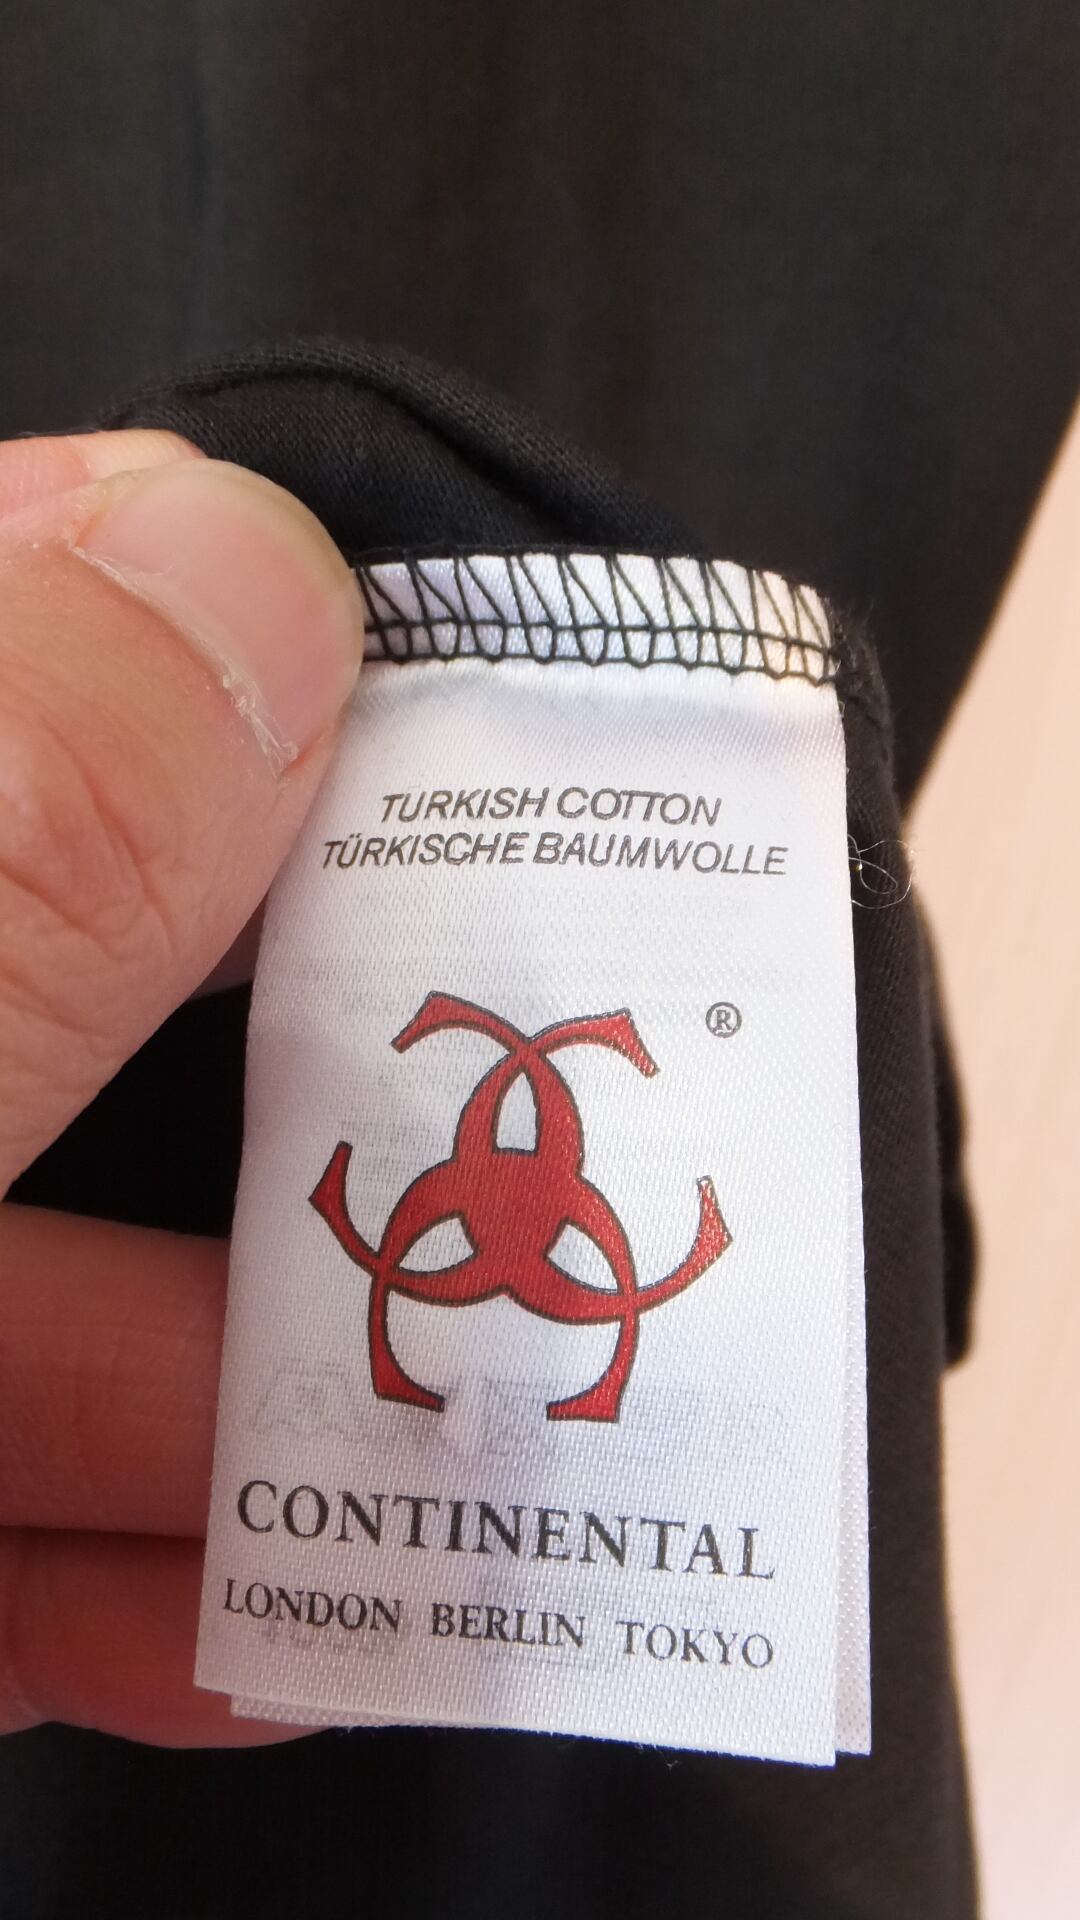 TURKISH COTTON
TÜRKISCHE BAUMWOLLE
®
CONTINENTAL
LONDON BERLIN TOKYO